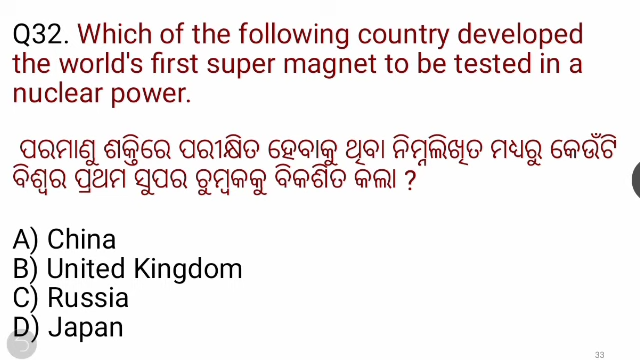 Q32. Which of the following country developed
the world's first super magnet to be tested in a
nuclear power.
ପରମାଣୁ ଶକ୍ତିରେ ପରୀକ୍ଷିତ ହେବାକୁ ଥିବା ନିମ୍ନଲିଖିତ ମଧ୍ୟରୁ କେଉଁଟି
ବିଶ୍ୱର ପ୍ରଥମ ସୁପର ଚୁମ୍ବକକୁ ବିକଶିତ କଲା ?
A) China
B) United Kingdom
C) Russia
D) Japan
33